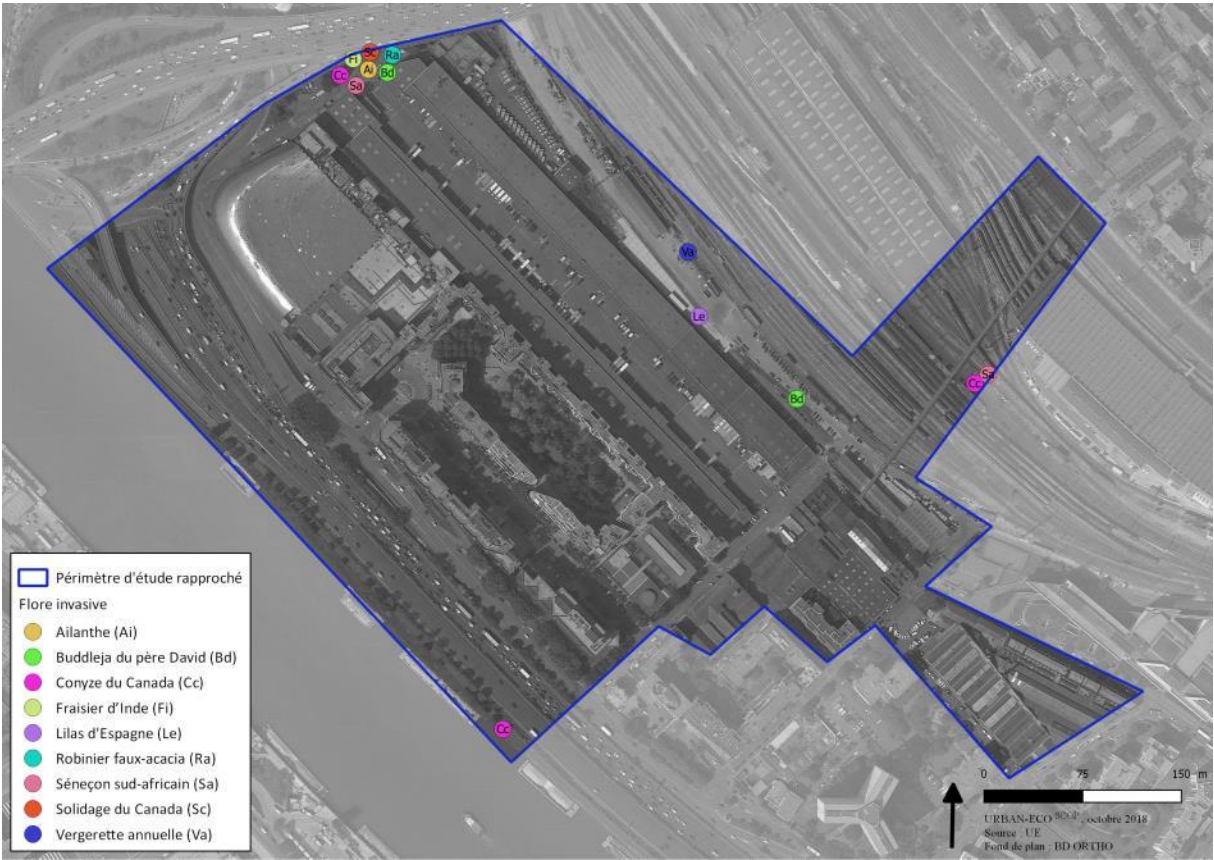 Sc
Fi
Ra
Ai
Bd
Cc
Sa
Va
Le
Sa
Cc
Bd
Cc
Périmètre d'étude rapproché
Flore invasive
Ailanthe (Ai)
Buddleja du père David (Bd)
Conyze du Canada (Cc)
Fraisier d’Inde (Fi)
Lilas d’Espagne (Le)
Robinier faux-acacia (Ra)
Séneçon sud-africain (Sa)
Solidage du Canada (Sc)
Vergerette annuelle (Va)
0 75 150 m
URBAN-ECO SCOP, octobre 2018
Source : UE
Fond de plan : BD ORTHO